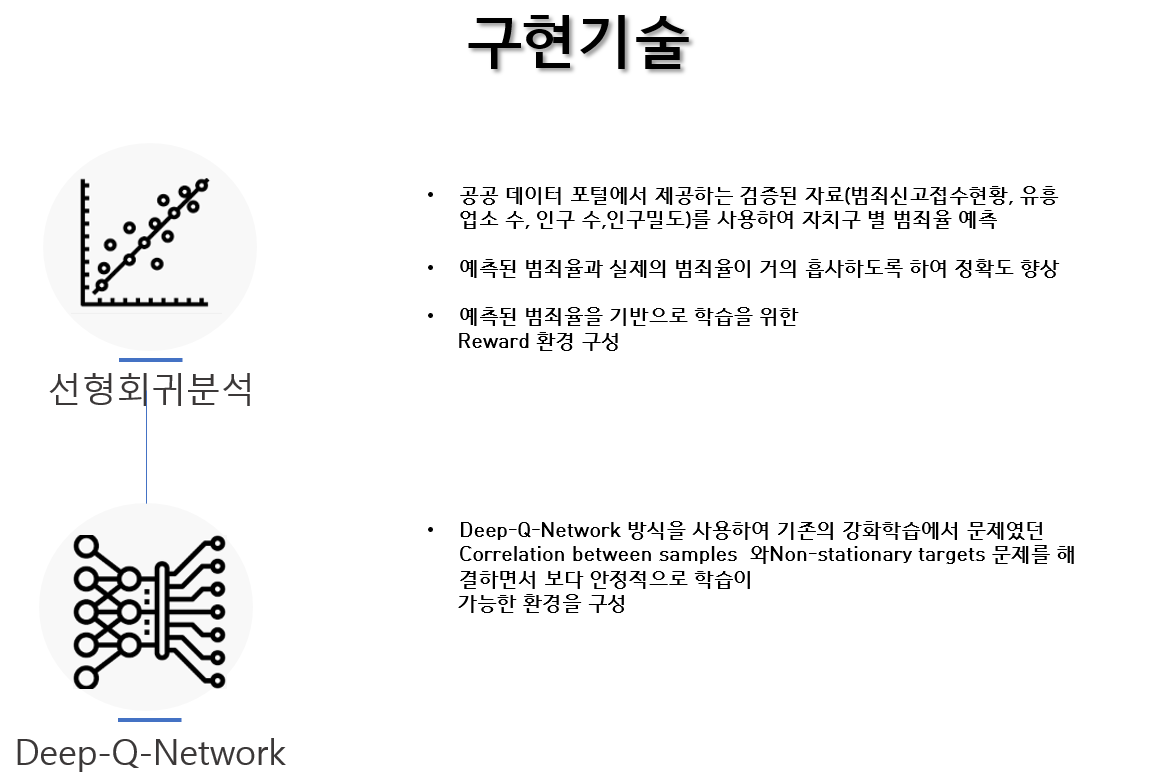 구현기술
• 공공 데이터 포털에서 제공하는 검증된 자료(범죄신고접수현황, 유흥
업소 수, 인구 수,인구밀도)를 사용하여 자치구 별 범죄율 예측
• 예측된 범죄율과 실제의 범죄율이 거의 흡사하도록 하여 정확도 향상
• 예측된 범죄율을 기반으로 학습을 위한
Reward 환경 구성
선형회귀분석
• Deep-Q-Network 방식을 사용하여 기존의 강화학습에서 문제였던
Correlation between samples 와Non-stationary targets 문제를 해
결하면서 보다 안정적으로 학습이
가능한 환경을 구성
Deep-Q-Network